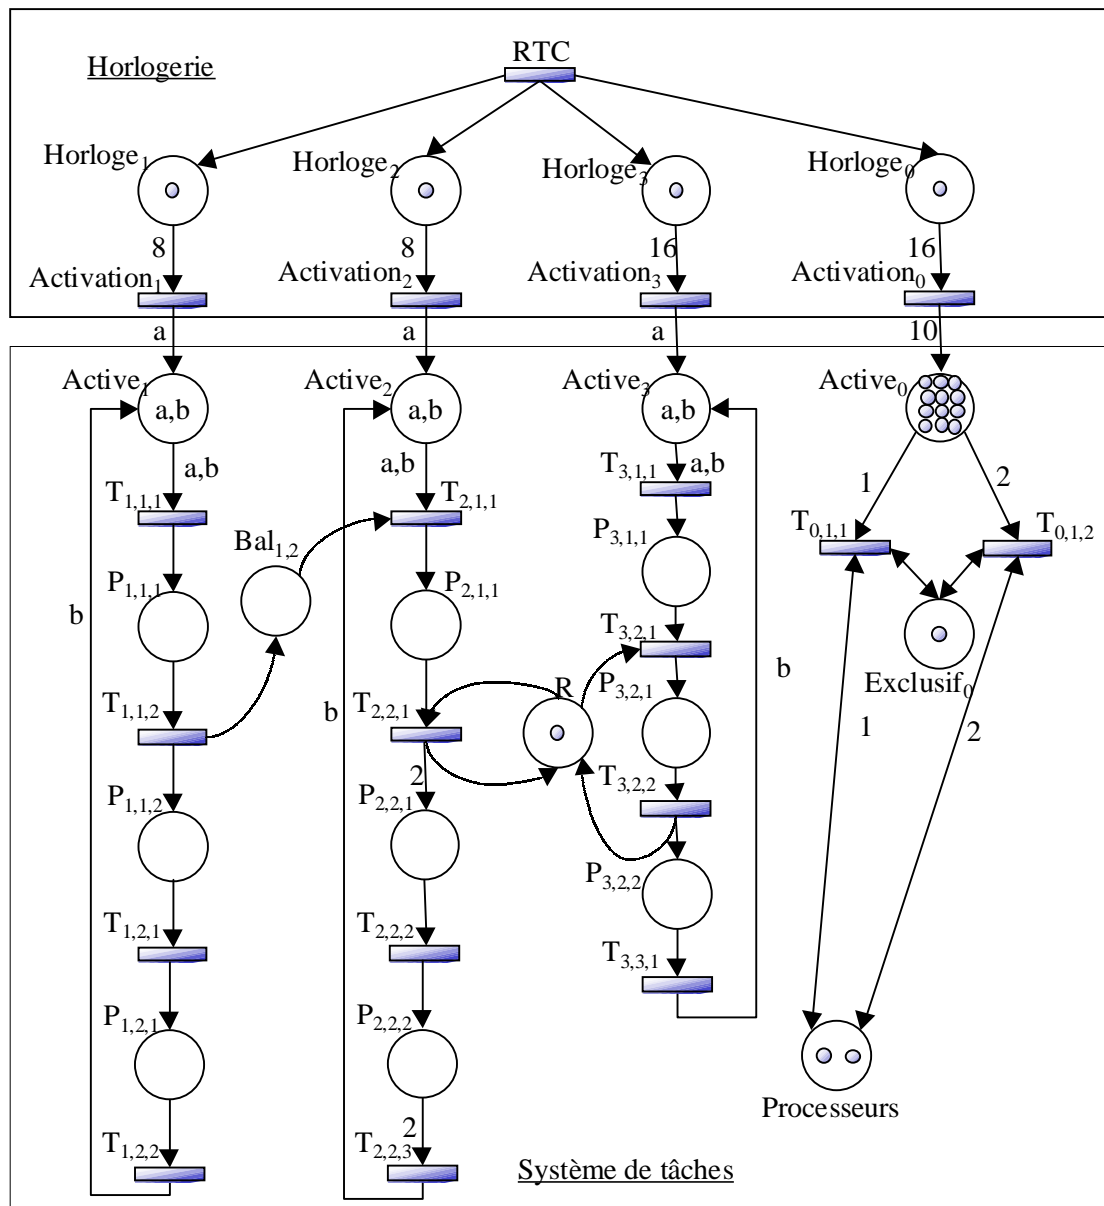 RTC
Horlogerie
Horloge1
Horloge2
Horloge3
Horloge0
8
8
16
16
Activation1
Activation2
Activation3
Activation0
a
a
a
10
Active1
Active2
Active3
Active0
a,b
a,b
a,b
a,b
a,b
a,b
1
2
T1,1,1
T2,1,1
T3,1,1
T0,1,1
T0,1,2
Bal1,2
P1,1,1
P2,1,1
P3,1,1
b
T3,2,1
b
Exclusif0
T1,1,2
b
T2,2,1
R
P3,2,1
1
2
2
T3,2,2
P1,1,2
P2,2,1
P3,2,2
T1,2,1
T2,2,2
T3,3,1
P1,2,1
P2,2,2
Processeurs
2
T1,2,2
T2,2,3
Système de tâches